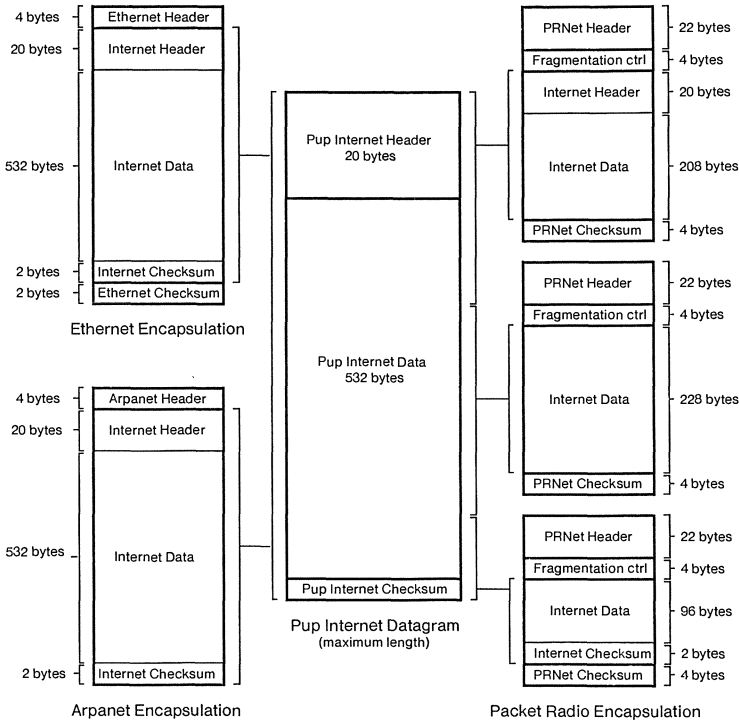 4 bytes
Ethernet Header
20 bytes
Internet Header
532 bytes
Internet Data
2 bytes
Internet Checksum
2 bytes
Ethernet Checksum
Ethernet Encapsulation
4 bytes
Arpanet Header
20 bytes
Internet Header
532 bytes
Internet Data
2 bytes
Internet Checksum
Arpanet Encapsulation
Pup Internet Header
20 bytes
Pup Internet Data
532 bytes
Pup Internet Checksum
Pup Internet Datagram
(maximum length)
PRNet Header
22 bytes
Fragmentation ctrl
4 bytes
Internet Header
20 bytes
Internet Data
208 bytes
PRNet Checksum
4 bytes
PRNet Header
22 bytes
Fragmentation ctrl
4 bytes
Internet Data
228 bytes
PRNet Checksum
4 bytes
PRNet Header
22 bytes
Fragmentation ctrl
4 bytes
Internet Data
96 bytes
Internet Checksum
2 bytes
PRNet Checksum
4 bytes
Packet Radio Encapsulation